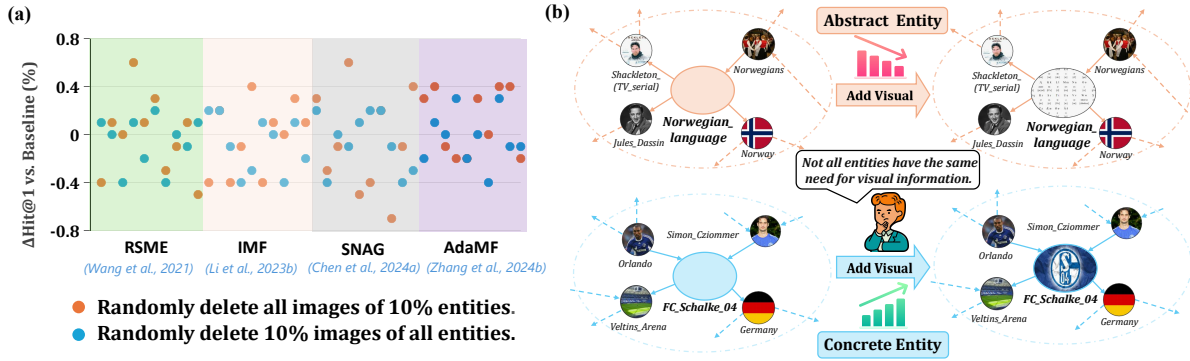 (a)
ΔHit@1 vs. Baseline (%)
0.8
0.4
0
-0.4
-0.8
RSME
IMF
SNAG
AdaMF
(Wang et al., 2021)
(Li et al., 2023b)
(Chen et al., 2024a)
(Zhang et al., 2024b)
Randomly delete all images of 10% entities.
Randomly delete 10% images of all entities.
(b)
Shackleton_
(TV_serial)
Norwegians
Norwegian_
language
Jules_Dassin
Norway
Abstract Entity
Add Visual
Shackleton_
(TV_serial)
Norwegians
Norwegian_
language
Jules_Dassin
Norway
Not all entities have the same
need for visual information.
Orlando
Simon_Cziommer
FC_Schalke_04
Veltins_Arena
Germany
Add Visual
Concrete Entity
Orlando
Simon_Cziommer
S
04
FC_Schalke_04
Veltins_Arena
Germany